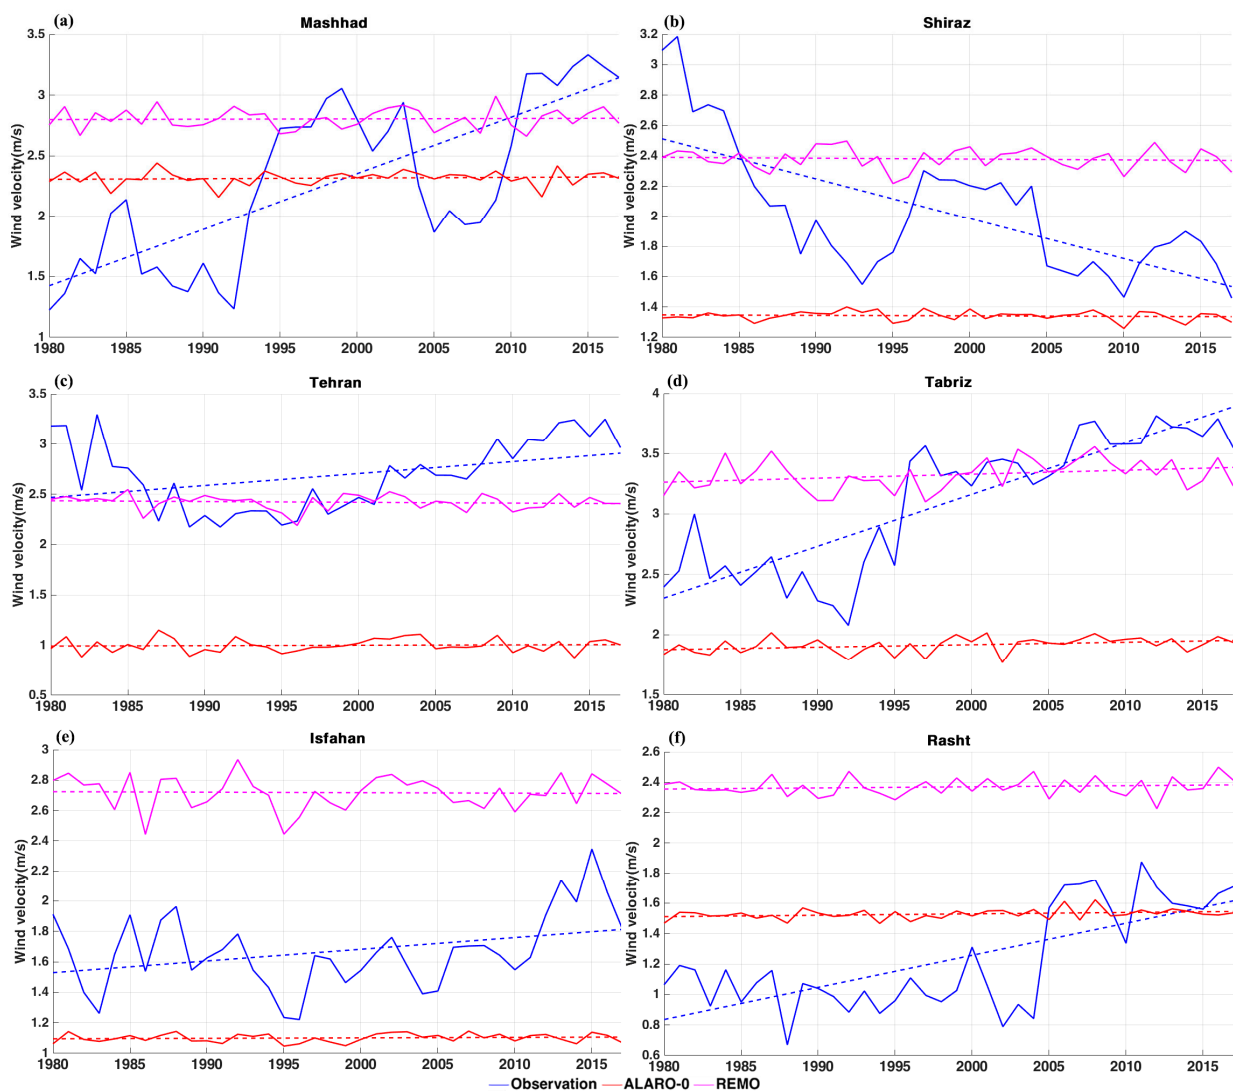 (a) Mashhad
Wind velocity(m/s)
3.5
3
2.5
2
1.5
1
1980 1985 1990 1995 2000 2005 2010 2015
(b) Shiraz
Wind velocity(m/s)
3.2
3
2.8
2.6
2.4
2.2
2
1.8
1.6
1.4
1.2
1980 1985 1990 1995 2000 2005 2010 2015
(c) Tehran
Wind velocity(m/s)
3.5
3
2.5
2
1.5
1
0.5
1980 1985 1990 1995 2000 2005 2010 2015
(d) Tabriz
Wind velocity(m/s)
4
3.5
3
2.5
2
1.5
1980 1985 1990 1995 2000 2005 2010 2015
(e) Isfahan
Wind velocity(m/s)
3
2.8
2.6
2.4
2.2
2
1.8
1.6
1.4
1.2
1
1980 1985 1990 1995 2000 2005 2010 2015
(f) Rasht
Wind velocity(m/s)
2.6
2.4
2.2
2
1.8
1.6
1.4
1.2
1
0.8
0.6
1980 1985 1990 1995 2000 2005 2010 2015
Observation ALARO-0 REMO